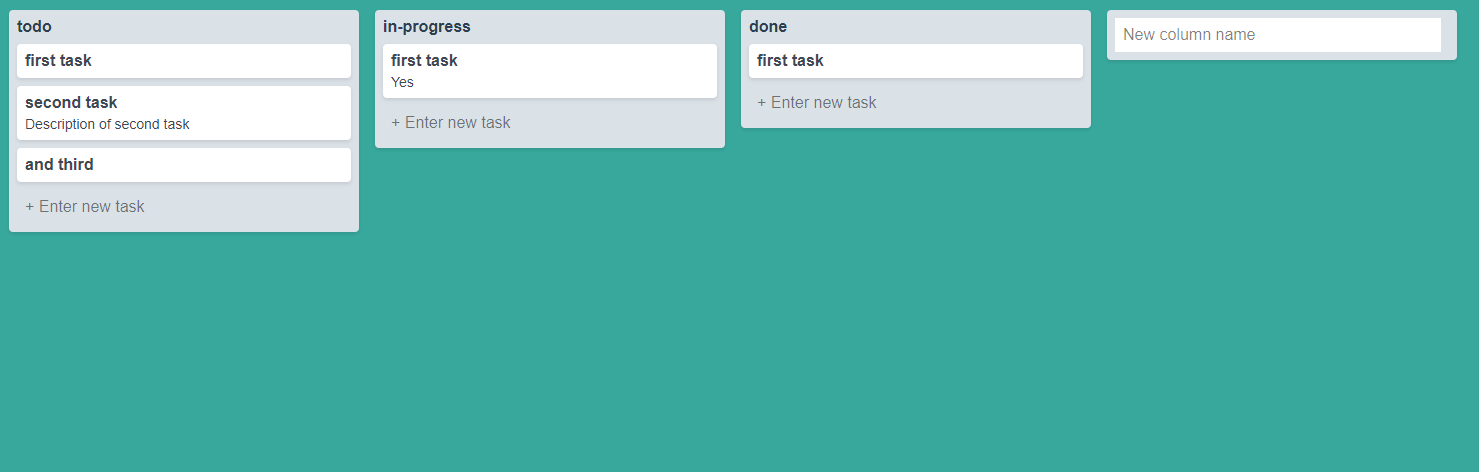 todo
first task
second task
Description of second task
and third
+ Enter new task
in-progress
first task
Yes
+ Enter new task
done
first task
+ Enter new task
New column name